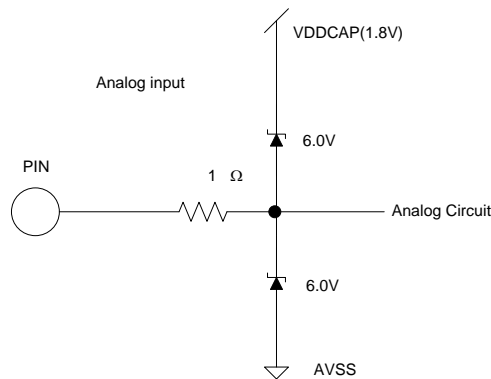 VDDCAP(1.8V)
Analog input
6.0V
PIN
1 Ω
Analog Circuit
6.0V
AVSS